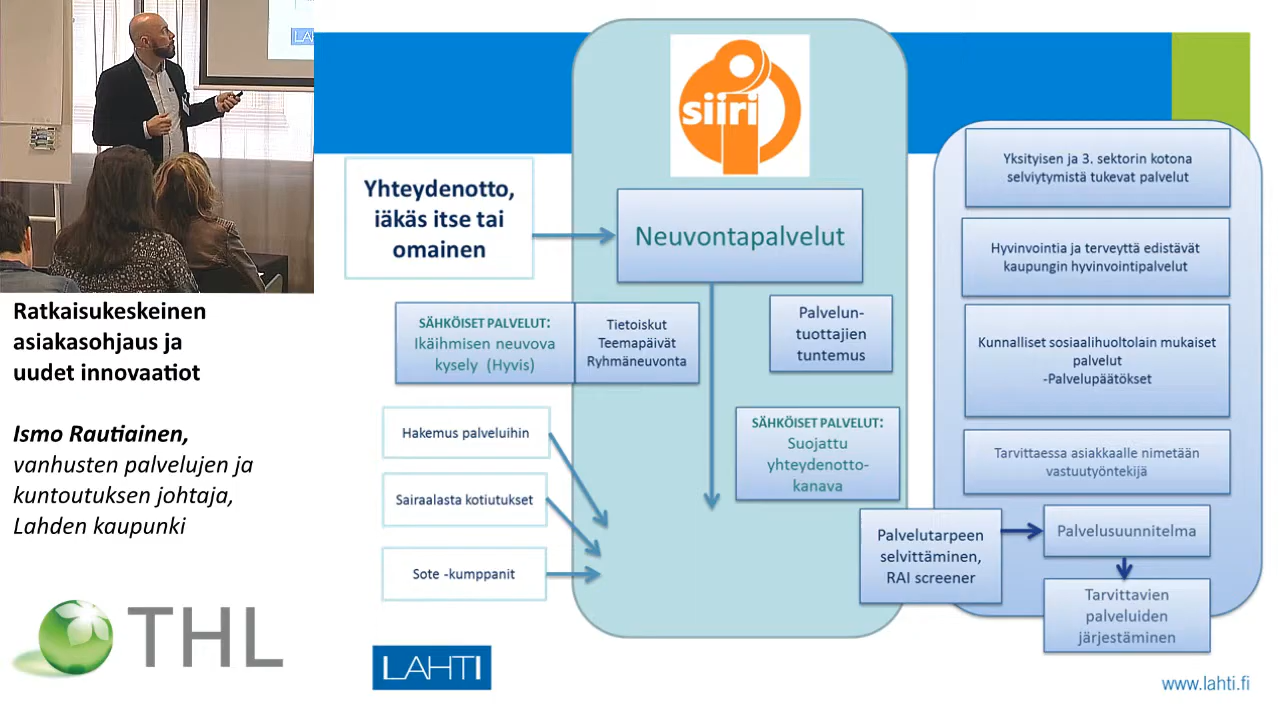 LAHTI
Ratkaisukeskeinen
asiakasohjaus ja
uudet innovaatiot
Ismo Rautiainen,
vanhusten palvelujen ja
kuntoutuksen johtaja,
Lahden kaupunki
THL
siiri
Yhteydenotto,
iäkäs itse tai
omainen
Neuvontapalvelut
SÄHKÖISET PALVELUT:
Ikäihmisen neuvova
kysely (Hyvis)
Tietoiskut
Teemapäivät
Ryhmäneuvonta
Palvelun-
tuottajien
tuntemus
Hakemus palveluihin
Sairaalasta kotiutukset
Sote -kumppanit
SÄHKÖISET PALVELUT:
Suojattu
yhteydenotto-
kanava
Yksityisen ja 3. sektorin kotona
selviytymistä tukevat palvelut
Hyvinvointia ja terveyttä edistävät
kaupungin hyvinvointipalvelut
Kunnalliset sosiaalihuoltolain mukaiset
palvelut
-Palvelupäätökset
Tarvittaessa asiakkaalle nimetään
vastuutyöntekijä
Palvelutarpeen
selvittäminen,
RAI screener
Palvelusuunnitelma
Tarvittavien
palveluiden
järjestäminen
LAHTI
www.lahti.fi